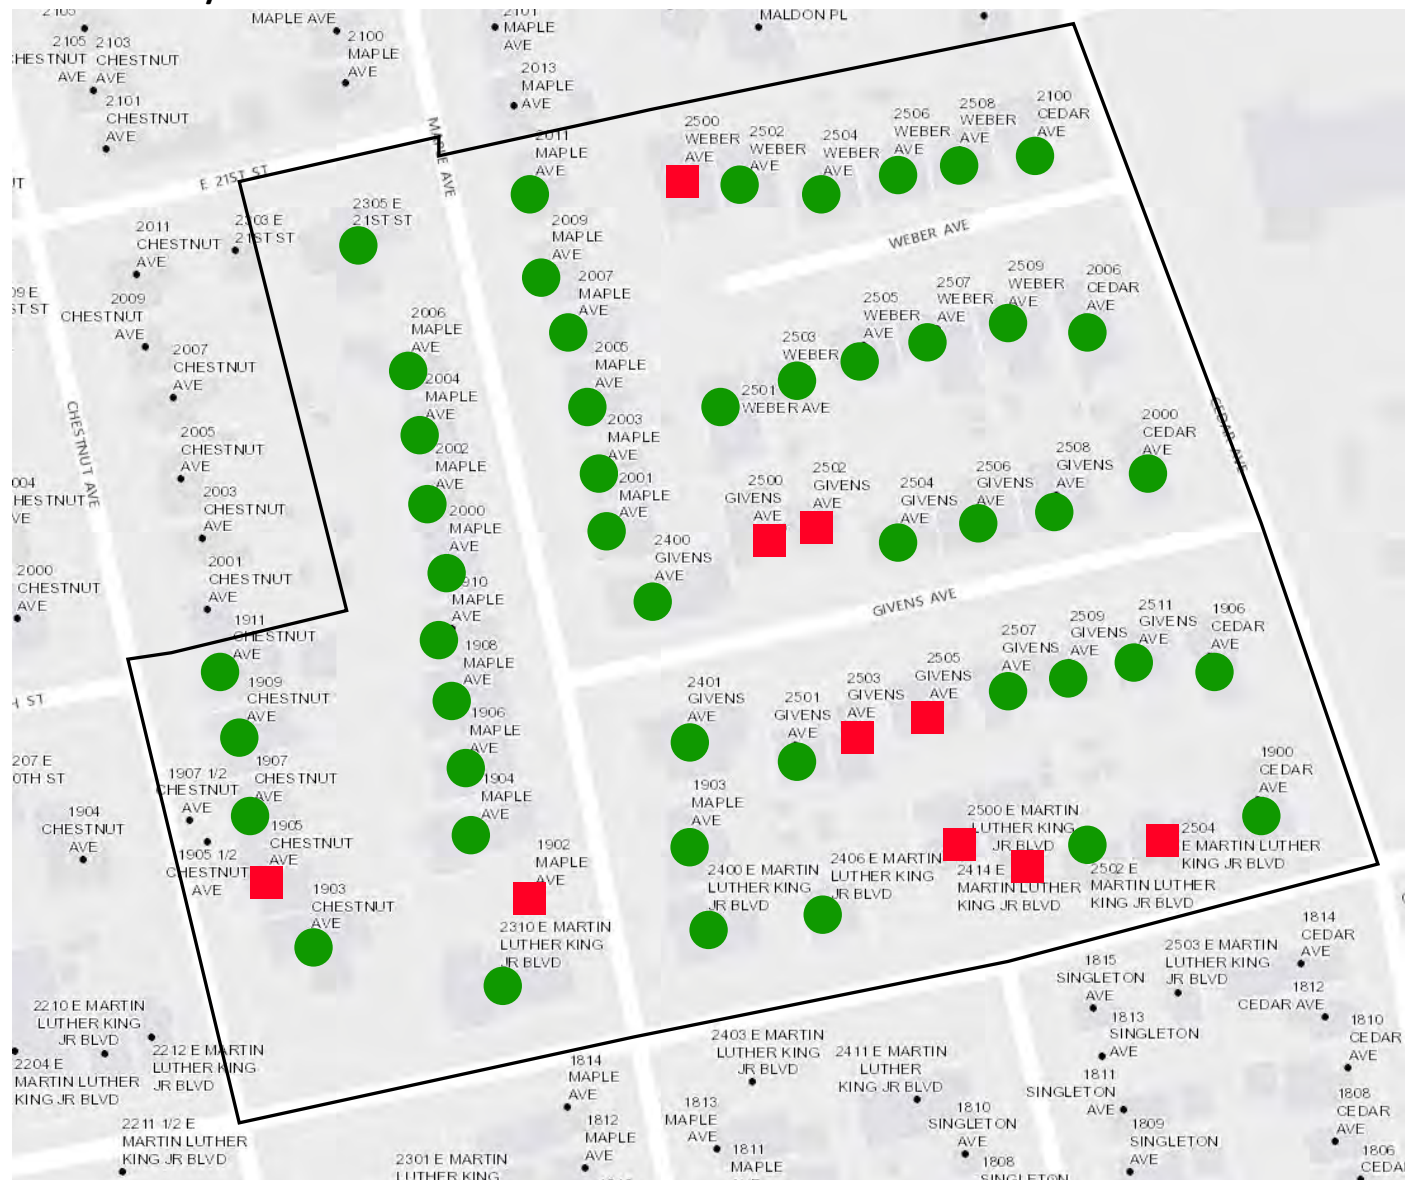 MAPLE AVE
2100
MAPLE
AVE
2101
MAPLE
AVE
MALDON PL
2105
2105
CHESTNUT
AVE
2103
CHESTNUT
AVE
2101
CHESTNUT
AVE
2013
MAPLE
AVE
MAPLE AVE
E 21ST ST
2011
MAPLE
AVE
2500
WEBER
AVE
2502
WEBER
AVE
2504
WEBER
AVE
2506
WEBER
AVE
2508
WEBER
AVE
2100
CEDAR
AVE
2305 E
21ST ST
2303 E
21ST ST
2011
CHESTNUT
AVE
2009
CHESTNUT
AVE
2007
CHESTNUT
AVE
2005
CHESTNUT
AVE
2003
CHESTNUT
AVE
2001
CHESTNUT
AVE
CHESTNUT AVE
2000
CHESTNUT
AVE
2009
MAPLE
AVE
2007
MAPLE
AVE
2005
MAPLE
AVE
2003
MAPLE
AVE
2001
MAPLE
AVE
2006
MAPLE
AVE
2004
MAPLE
AVE
2002
MAPLE
AVE
2000
MAPLE
AVE
1910
MAPLE
AVE
1908
MAPLE
AVE
1906
MAPLE
AVE
1904
MAPLE
AVE
1902
MAPLE
AVE
WEBER AVE
2501
WEBER AVE
2503
WEBER
2505
WEBER
AVE
2507
WEBER
AVE
2509
WEBER
AVE
2006
CEDAR
AVE
2000
CEDAR
AVE
CEDAR AVE
2400
GIVENS
AVE
2500
GIVENS
AVE
2502
GIVENS
AVE
2504
GIVENS
AVE
2506
GIVENS
AVE
2508
GIVENS
AVE
GIVENS AVE
2401
GIVENS
AVE
2501
GIVENS
AVE
2503
GIVENS
AVE
2505
GIVENS
AVE
2507
GIVENS
AVE
2509
GIVENS
AVE
2511
GIVENS
AVE
1906
CEDAR
AVE
1900
CEDAR
AVE
1911
CHESTNUT
AVE
1909
CHESTNUT
AVE
1907
CHESTNUT
AVE
1907 1/2
CHESTNUT
AVE
1905
CHESTNUT
AVE
1905 1/2
CHESTNUT
AVE
1903
CHESTNUT
AVE
1904
CHESTNUT
AVE
207 E
0TH ST
H ST
1903
MAPLE
AVE
2400 E MARTIN
LUTHER KING
JR BLVD
2406 E MARTIN
LUTHER KING
JR BLVD
2500 E MARTIN
LUTHER KING
JR BLVD
2414 E
MARTIN LUTHER
KING JR BLVD
2502 E
MARTIN LUTHER
KING JR BLVD
2504
E MARTIN LUTHER
KING JR BLVD
2310 E MARTIN
LUTHER KING
JR BLVD
2210 E MARTIN
LUTHER KING
JR BLVD
2212 E MARTIN
LUTHER KING
JR BLVD
2204 E
MARTIN LUTHER
KING JR BLVD
2211 1/2 E
MARTIN LUTHER
KING JR BLVD
2301 E MARTIN
LUTHER KING
1814
MAPLE
AVE
1812
MAPLE
AVE
1813
MAPLE
AVE
1811
MAPLE
2403 E MARTIN
LUTHER KING
JR BLVD
2411 E MARTIN
LUTHER
KING JR BLVD
1810
SINGLETON
AVE
1808
SINGLETON
1815
SINGLETON
AVE
1813
SINGLETON
AVE
1811
SINGLETON
AVE
1809
SINGLETON
AVE
2503 E MARTIN
LUTHER KING
JR BLVD
1814
CEDAR
AVE
1812
CEDAR AVE
1810
CEDAR
AVE
1808
CEDAR
AVE
1806
CEDA